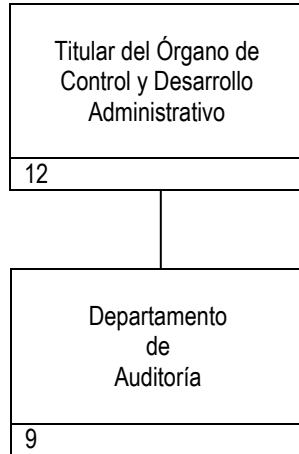 Titular del Órgano de
Control y Desarrollo
Administrativo
12
Departamento
de
Auditoría
9